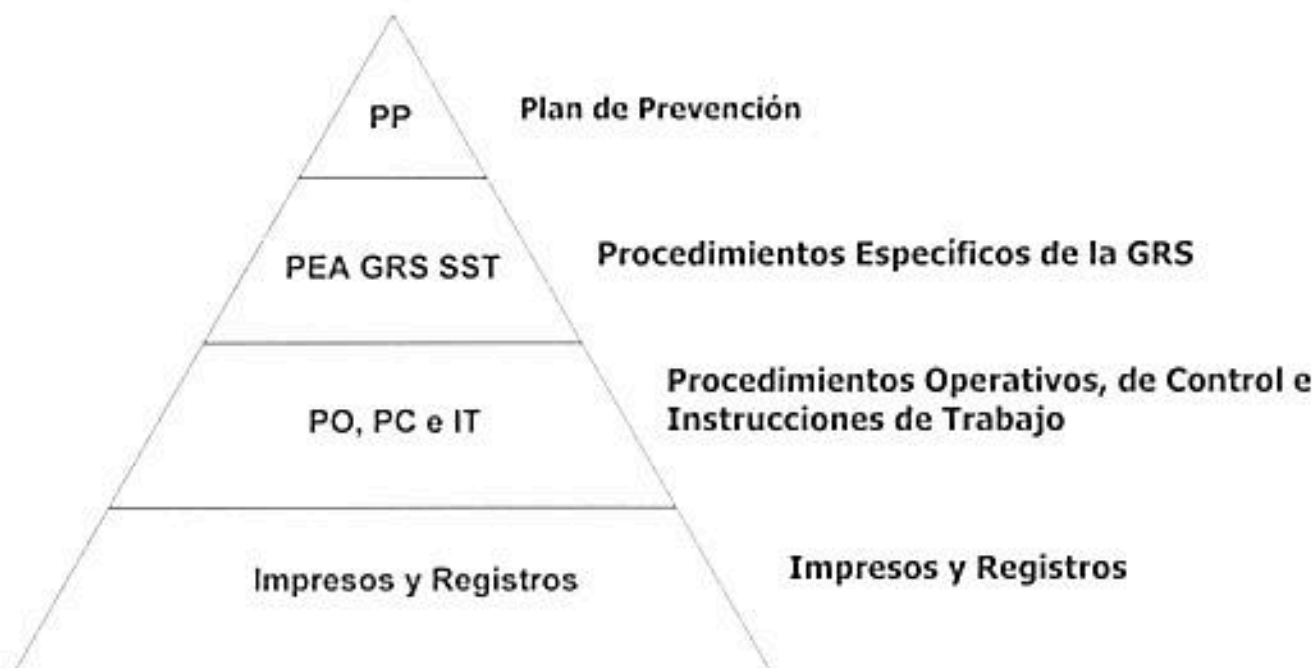 PP
Plan de Prevención
PEA GRS SST
Procedimientos Específicos de la GRS
PO, PC e IT
Procedimientos Operativos, de Control e
Instrucciones de Trabajo
Impresos y Registros
Impresos y Registros